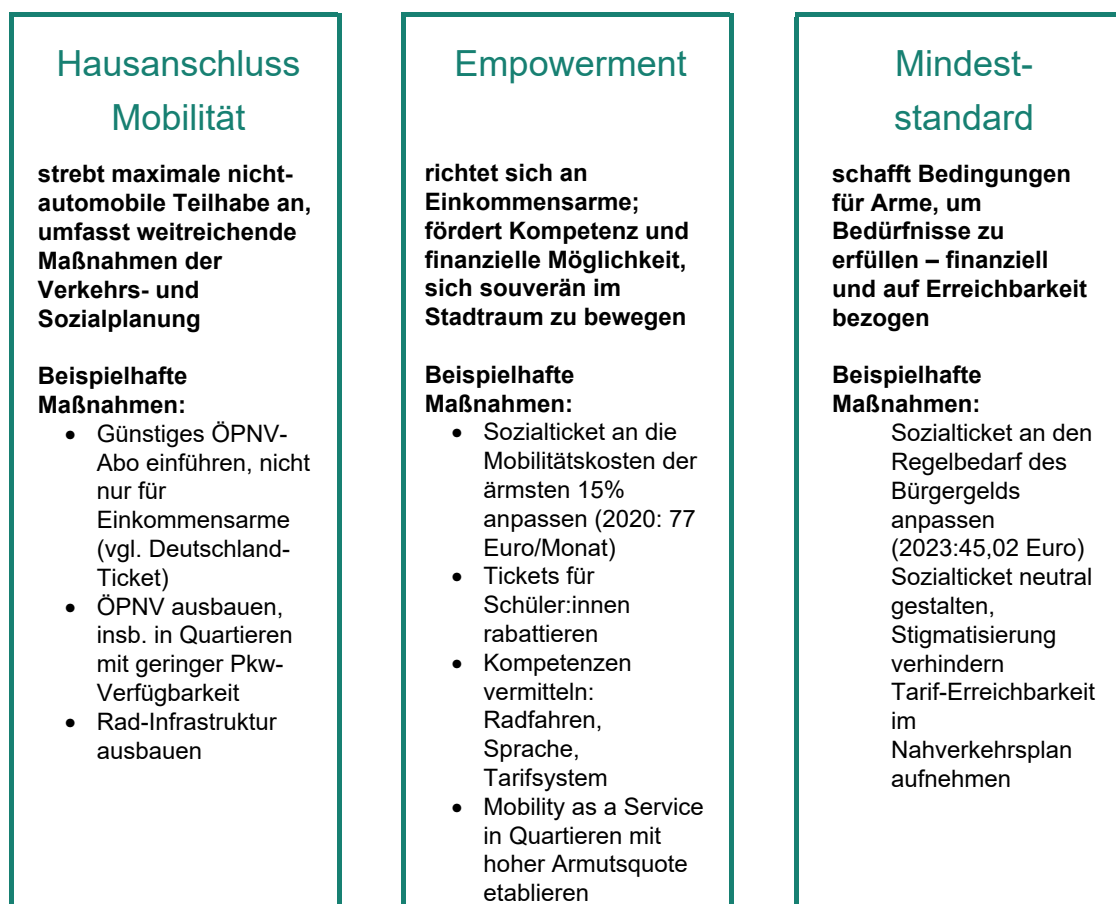 Hausanschluss
Mobilität
strebt maximale nicht-
automobile Teilhabe an,
umfasst weitreichende
Maßnahmen der
Verkehrs- und
Sozialplanung
Beispielhafte
Maßnahmen:
• Günstiges ÖPNV-
Abo einführen, nicht
nur für
Einkommensarme
(vgl. Deutschland-
Ticket)
• ÖPNV ausbauen,
insb. in Quartieren
mit geringer Pkw-
Verfügbarkeit
• Rad-Infrastruktur
ausbauen
Empowerment
richtet sich an
Einkommensarme;
fördert Kompetenz und
finanzielle Möglichkeit,
sich souverän im
Stadtraum zu bewegen
Beispielhafte
Maßnahmen:
• Sozialticket an die
Mobilitätskosten der
ärmsten 15%
anpassen (2020: 77
Euro/Monat)
• Tickets für
Schüler:innen
rabattieren
• Kompetenzen
vermitteln:
Radfahren,
Sprache,
Tarifsystem
• Mobility as a Service
in Quartieren mit
hoher Armutsquote
etablieren
Mindest-
standard
schafft Bedingungen
für Arme, um
Bedürfnisse zu
erfüllen – finanziell
und auf Erreichbarkeit
bezogen
Beispielhafte
Maßnahmen:
Sozialticket an den
Regelbedarf des
Bürgergelds
anpassen
(2023:45,02 Euro)
Sozialticket neutral
gestalten,
Stigmatisierung
verhindern
Tarif-Erreichbarkeit
im
Nahverkehrsplan
aufnehmen